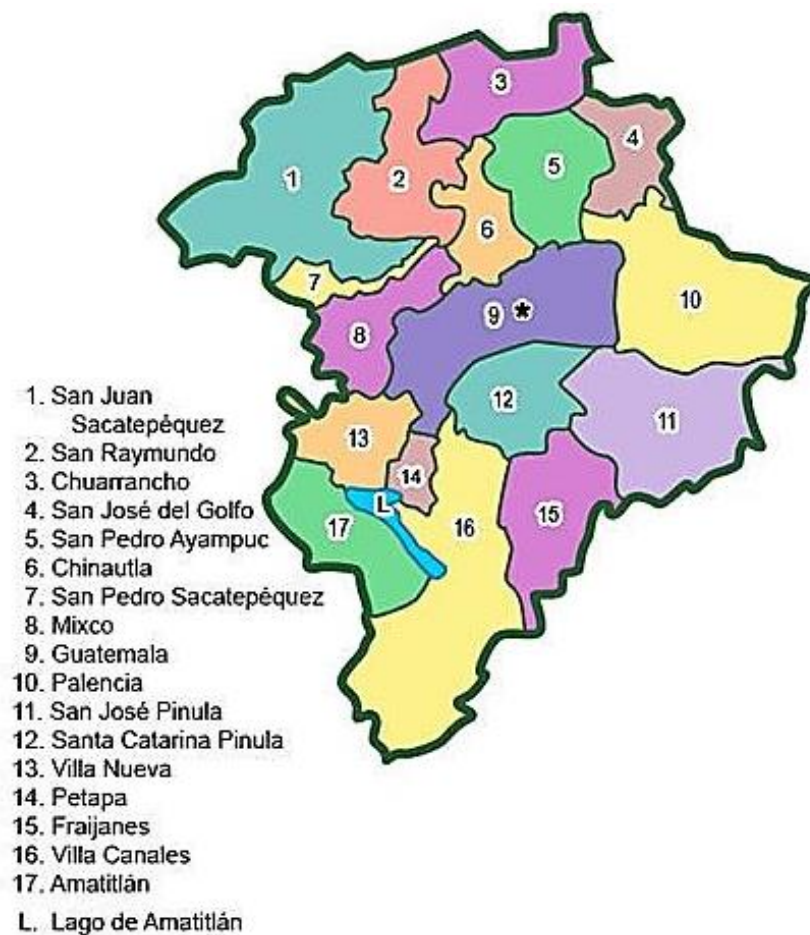 3
4
1
2
5
6
7
10
9 *
8
12
11
13
14
L
15
17
16
1. San Juan
Sacatepéquez
2. San Raymundo
3. Chuarrancho
4. San José del Golfo
5. San Pedro Ayampuc
6. Chinautla
7. San Pedro Sacatepéquez
8. Mixco
9. Guatemala
10. Palencia
11. San José Pinula
12. Santa Catarina Pinula
13. Villa Nueva
14. Petapa
15. Fraijanes
16. Villa Canales
17. Amatitlán
L. Lago de Amatitlán